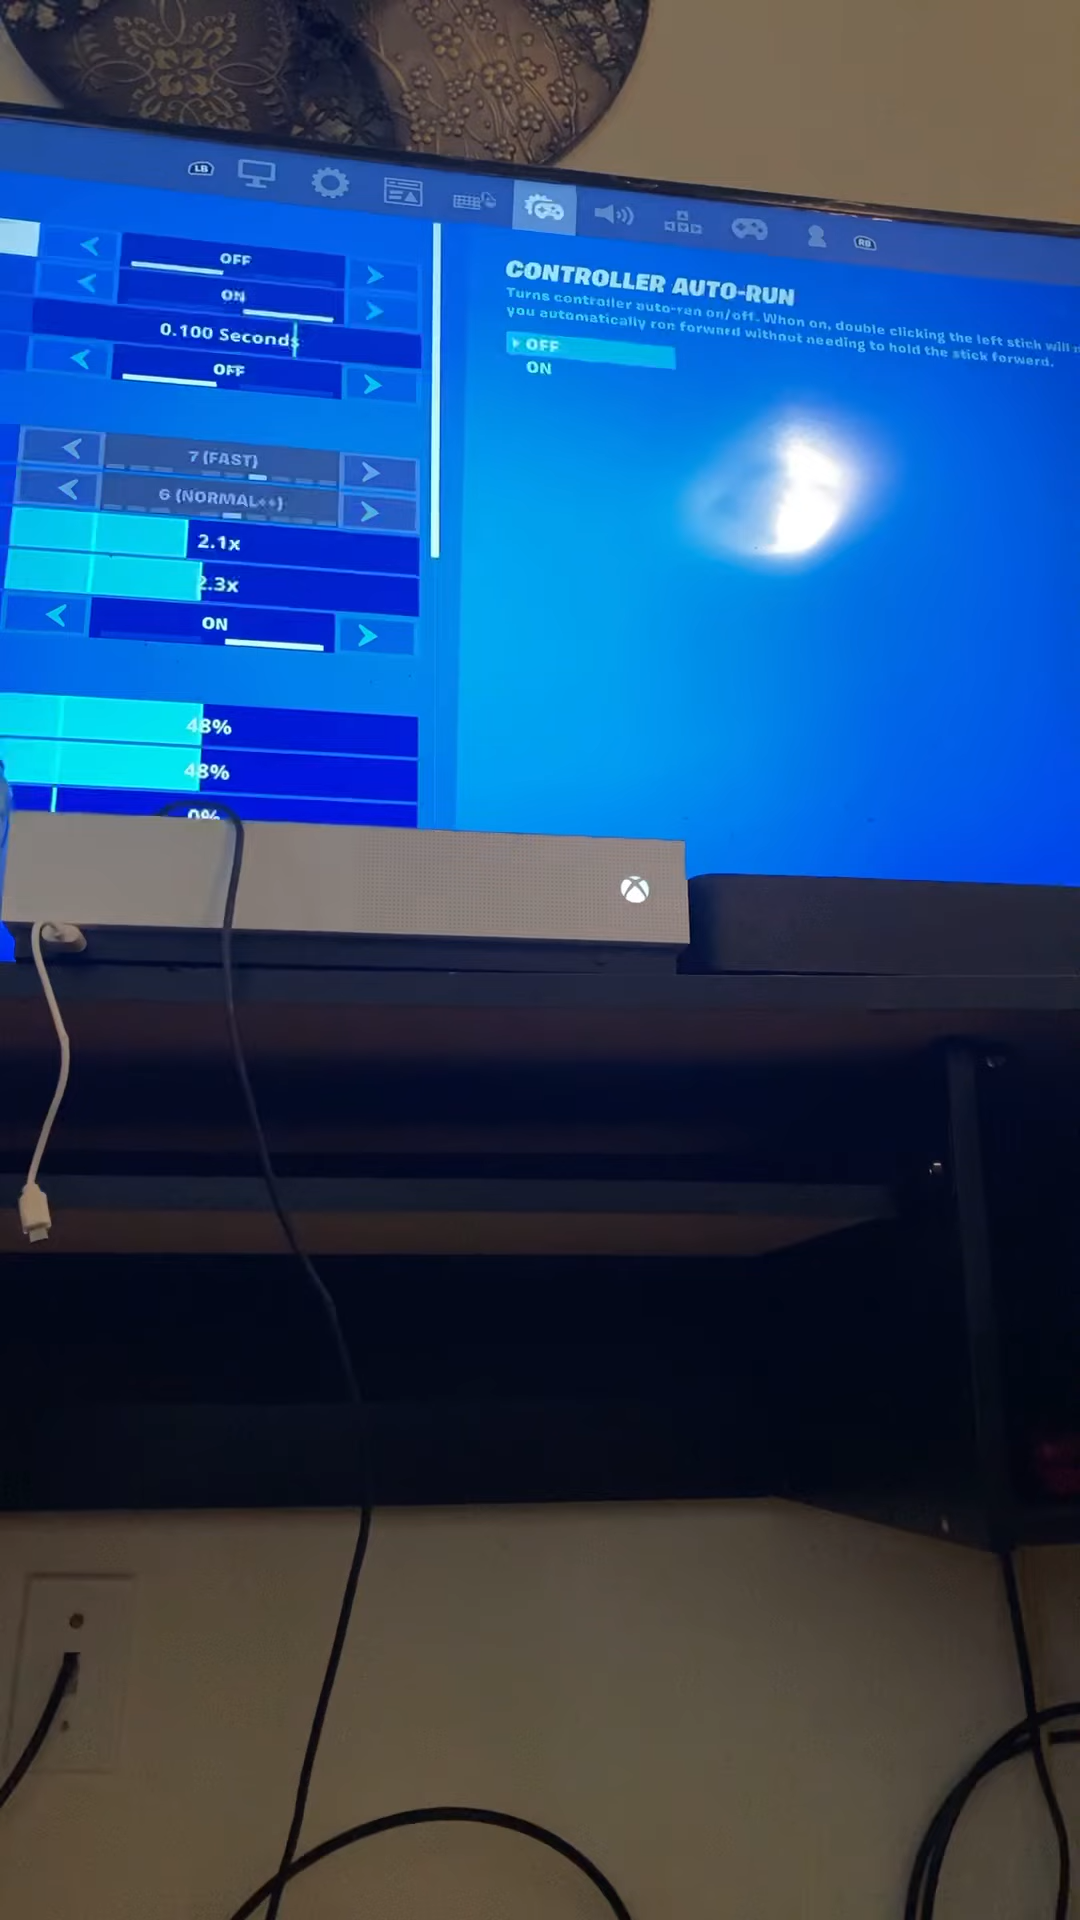 LB
RB
OFF
ON
0.100 Seconds
OFF
7 (FAST)
6 (NORMAL++)
2.1x
2.3x
ON
48%
48%
0%
CONTROLLER AUTO-RUN
Turns controller auto-run on/off. When on, double clicking the left stick will
you automatically run forward without needing to hold the stick forward.
OFF
ON